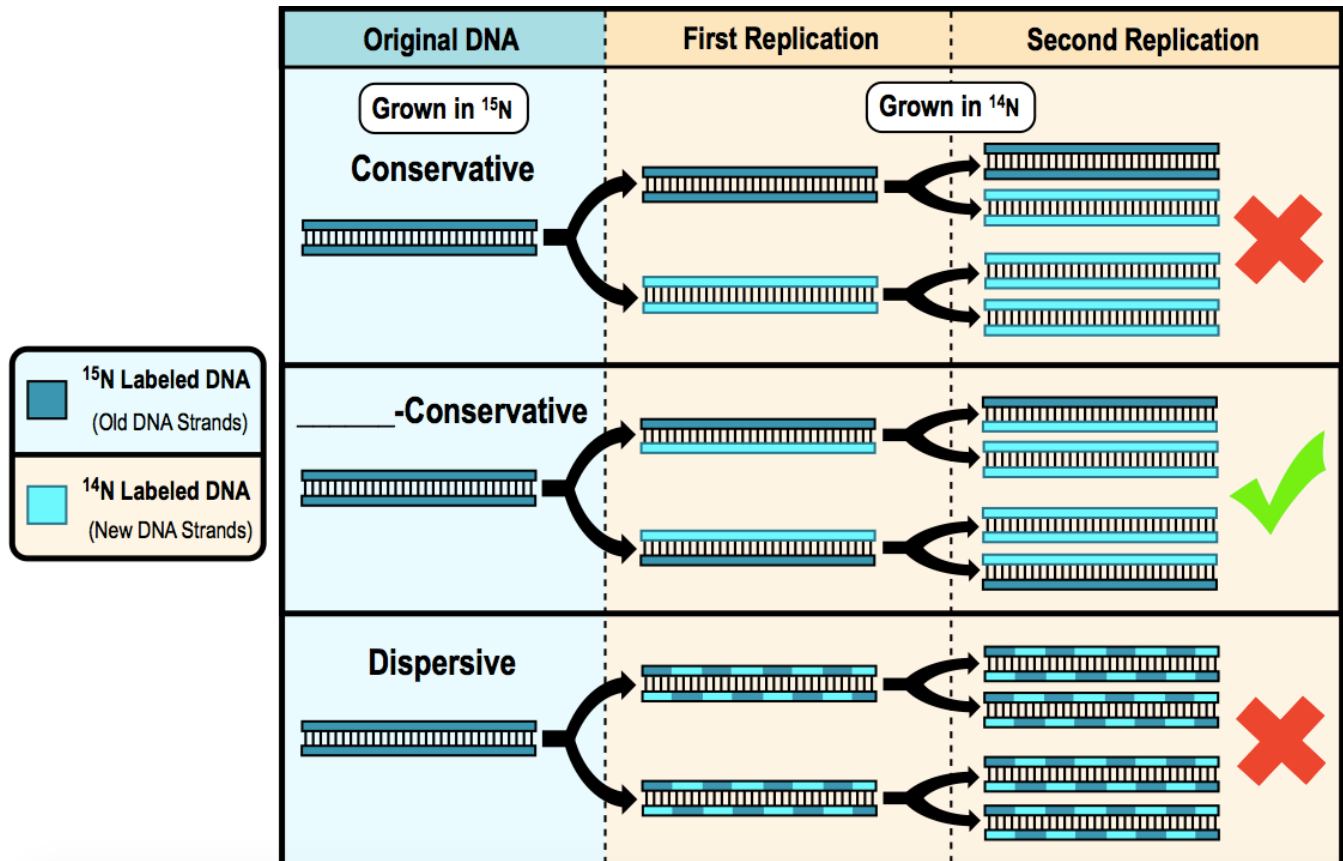 Original DNA
First Replication
Second Replication
Grown in ¹⁵N
Grown in ¹⁴N
Conservative
¹⁵N Labeled DNA
(Old DNA Strands)
¹⁴N Labeled DNA
(New DNA Strands)
______-Conservative
Dispersive